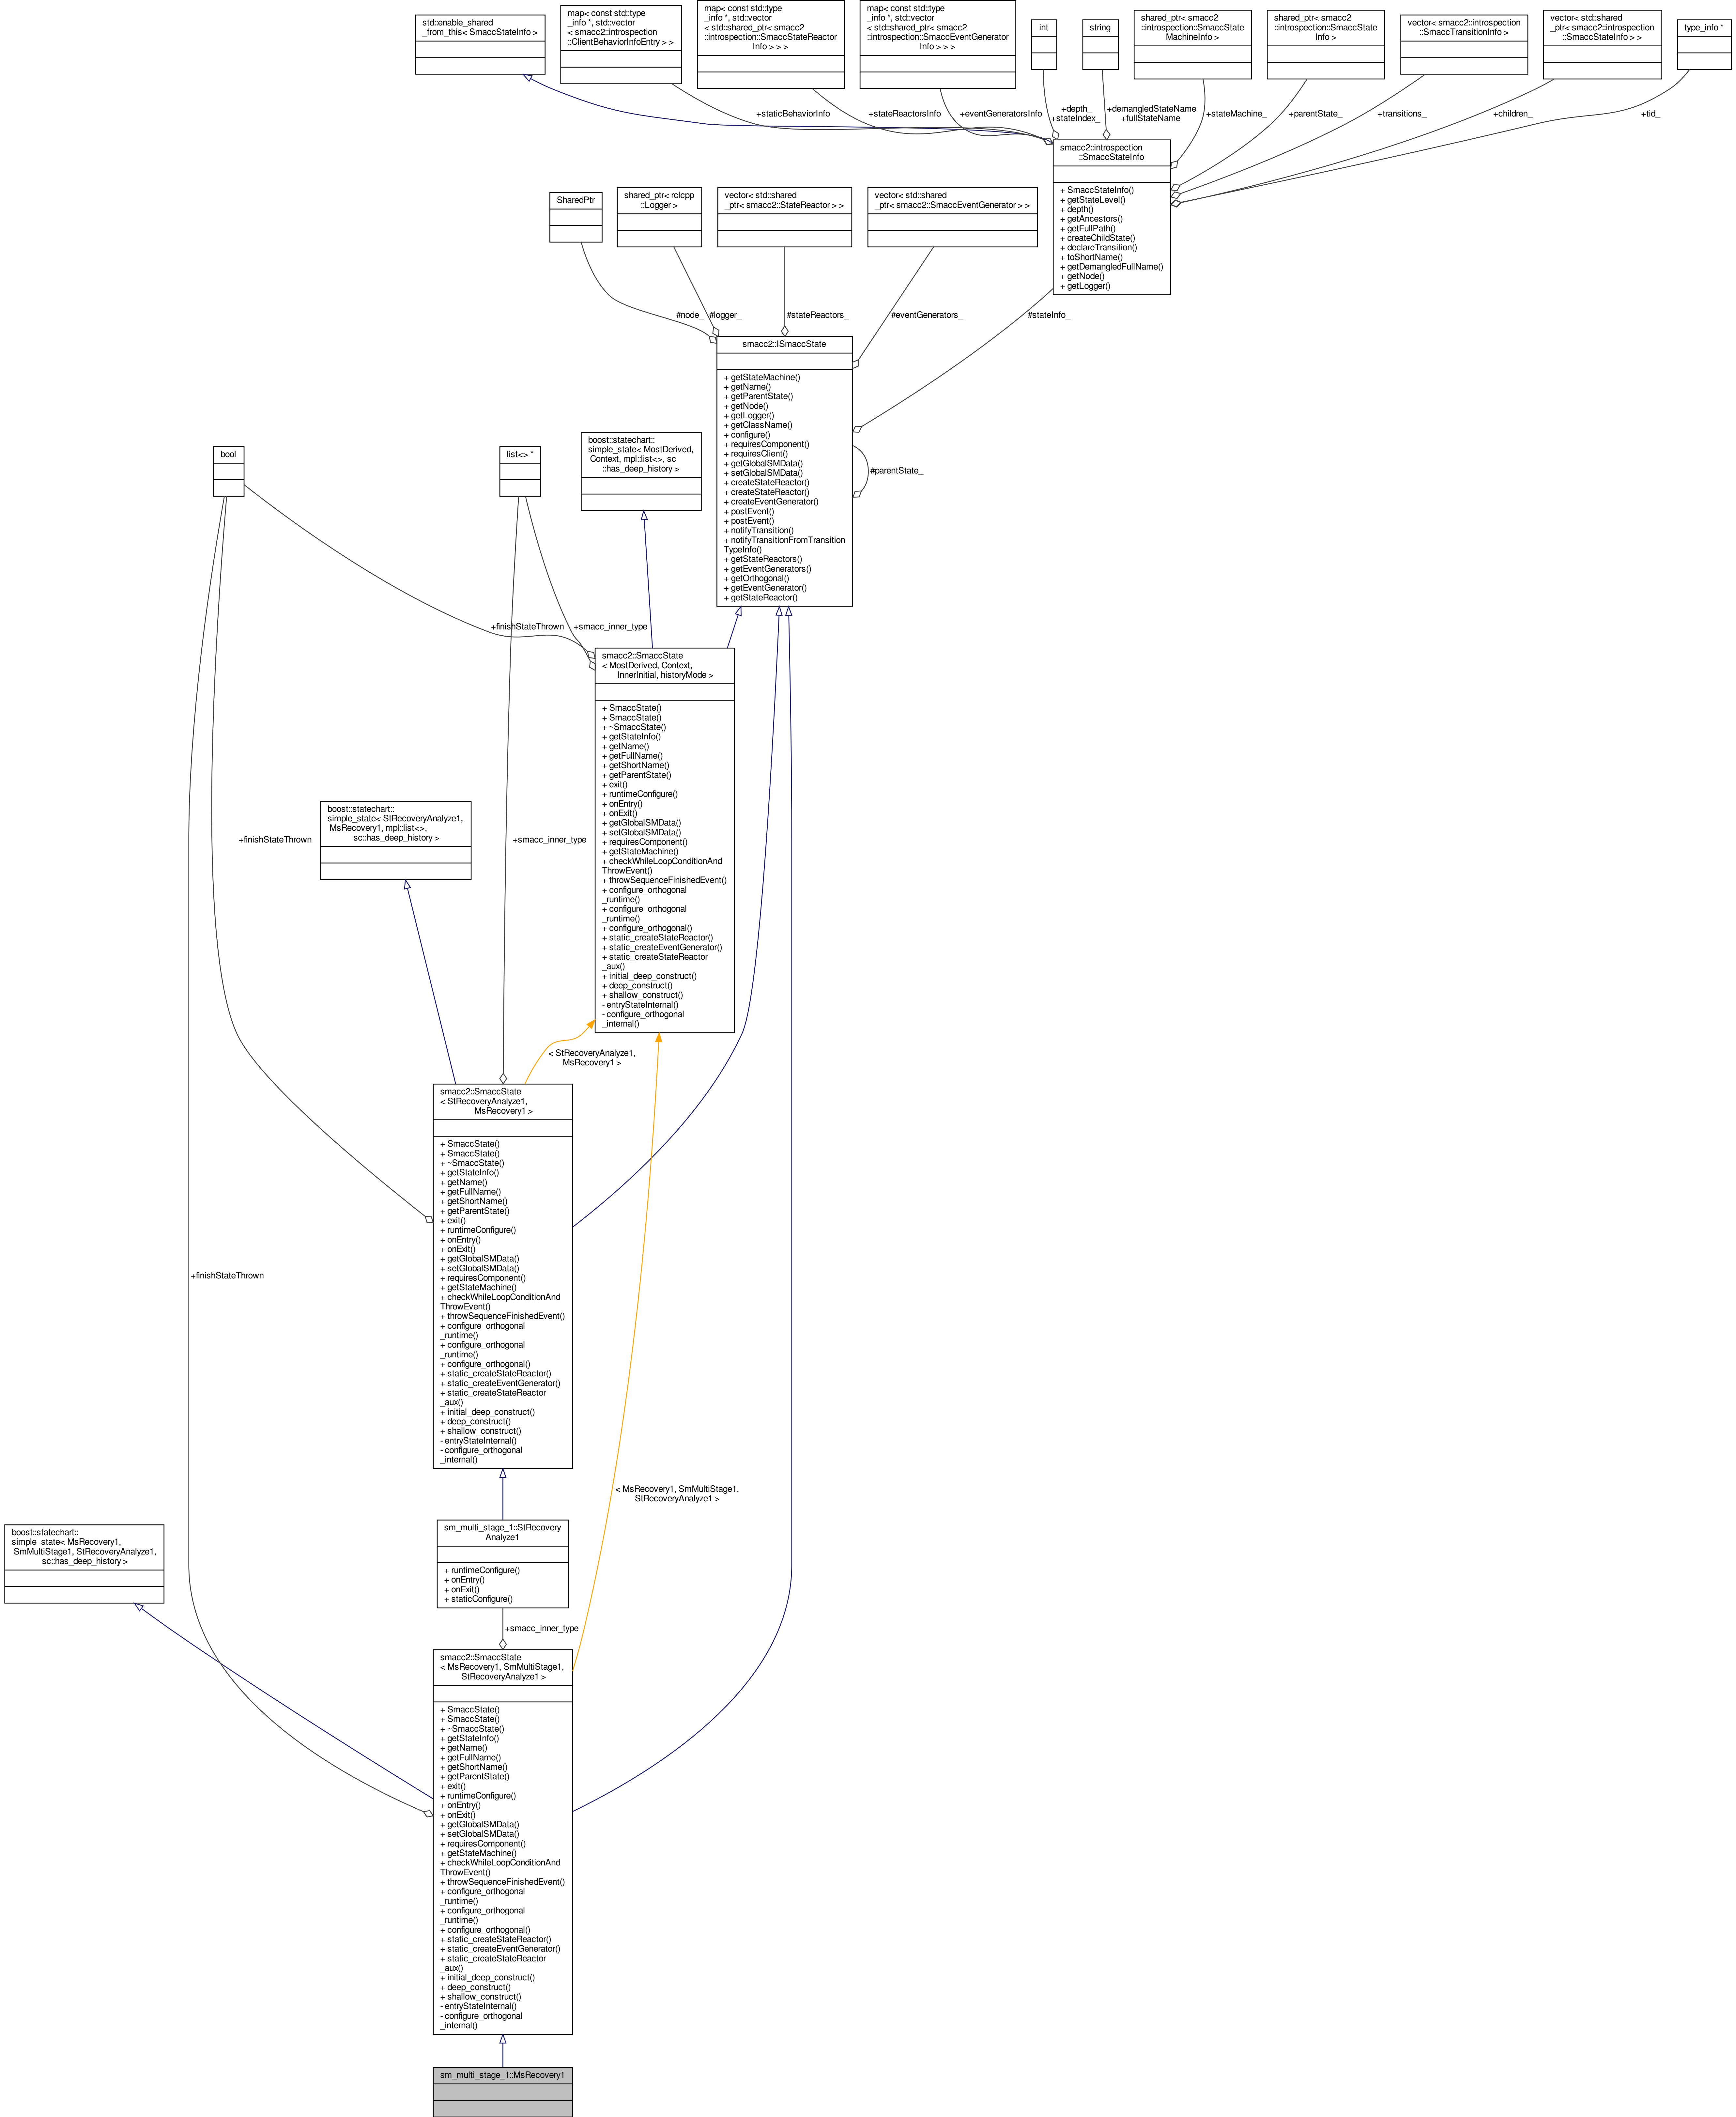 std::enable_shared
_from_this< SmaccStateInfo >
map< const std::type
_info *, std::vector
< smacc2::introspection
::ClientBehaviorInfoEntry > >
map< const std::type
_info *, std::vector
< std::shared_ptr< smacc2
::introspection::SmaccStateReactor
Info > > >
map< const std::type
_info *, std::vector
< std::shared_ptr< smacc2
::introspection::SmaccEventGenerator
Info > > >
int
string
shared_ptr< smacc2
::introspection::SmaccState
MachineInfo >
shared_ptr< smacc2
::introspection::SmaccState
Info >
vector< smacc2::introspection
::SmaccTransitionInfo >
vector< std::shared
_ptr< smacc2::introspection
::SmaccStateInfo > >
type_info *
+staticBehaviorInfo
+stateReactorsInfo
+eventGeneratorsInfo
+depth_
+stateIndex_
+demangledStateName
+fullStateName
+stateMachine_
+parentState_
+transitions_
+children_
+tid_
smacc2::introspection
::SmaccStateInfo
+ SmaccStateInfo()
+ getStateLevel()
+ depth()
+ getAncestors()
+ getFullPath()
+ createChildState()
+ declareTransition()
+ toShortName()
+ getDemangledFullName()
+ getNode()
+ getLogger()
SharedPtr
shared_ptr< rclcpp
::Logger >
vector< std::shared
_ptr< smacc2::StateReactor > >
vector< std::shared
_ptr< smacc2::SmaccEventGenerator > >
#node_
#logger_
#stateReactors_
#eventGenerators_
#stateInfo_
smacc2::ISmaccState
+ getStateMachine()
+ getName()
+ getParentState()
+ getNode()
+ getLogger()
+ getClassName()
+ configure()
+ requiresComponent()
+ requiresClient()
+ getGlobalSMData()
+ setGlobalSMData()
+ createStateReactor()
+ createStateReactor()
+ createEventGenerator()
+ postEvent()
+ postEvent()
+ notifyTransition()
+ notifyTransitionFromTransition
TypeInfo()
+ getStateReactors()
+ getEventGenerators()
+ getOrthogonal()
+ getEventGenerator()
+ getStateReactor()
#parentState_
bool
list<> *
boost::statechart::
simple_state< MostDerived,
Context, mpl::list<>, sc
::has_deep_history >
+finishStateThrown
+smacc_inner_type
smacc2::SmaccState
< MostDerived, Context,
InnerInitial, historyMode >
+ SmaccState()
+ SmaccState()
+ ~SmaccState()
+ getStateInfo()
+ getName()
+ getFullName()
+ getShortName()
+ getParentState()
+ exit()
+ runtimeConfigure()
+ onEntry()
+ onExit()
+ getGlobalSMData()
+ setGlobalSMData()
+ requiresComponent()
+ getStateMachine()
+ checkWhileLoopConditionAnd
ThrowEvent()
+ throwSequenceFinishedEvent()
+ configure_orthogonal
_runtime()
+ configure_orthogonal
_runtime()
+ configure_orthogonal()
+ static_createStateReactor()
+ static_createEventGenerator()
+ static_createStateReactor
_aux()
+ initial_deep_construct()
+ deep_construct()
+ shallow_construct()
- entryStateInternal()
- configure_orthogonal
_internal()
boost::statechart::
simple_state< StRecoveryAnalyze1,
MsRecovery1, mpl::list<>,
sc::has_deep_history >
+finishStateThrown
+smacc_inner_type
< StRecoveryAnalyze1,
MsRecovery1 >
smacc2::SmaccState
< StRecoveryAnalyze1,
MsRecovery1 >
+ SmaccState()
+ SmaccState()
+ ~SmaccState()
+ getStateInfo()
+ getName()
+ getFullName()
+ getShortName()
+ getParentState()
+ exit()
+ runtimeConfigure()
+ onEntry()
+ onExit()
+ getGlobalSMData()
+ setGlobalSMData()
+ requiresComponent()
+ getStateMachine()
+ checkWhileLoopConditionAnd
ThrowEvent()
+ throwSequenceFinishedEvent()
+ configure_orthogonal
_runtime()
+ configure_orthogonal
_runtime()
+ configure_orthogonal()
+ static_createStateReactor()
+ static_createEventGenerator()
+ static_createStateReactor
_aux()
+ initial_deep_construct()
+ deep_construct()
+ shallow_construct()
- entryStateInternal()
- configure_orthogonal
_internal()
+finishStateThrown
< MsRecovery1, SmMultiStage1,
StRecoveryAnalyze1 >
boost::statechart::
simple_state< MsRecovery1,
SmMultiStage1, StRecoveryAnalyze1,
sc::has_deep_history >
sm_multi_stage_1::StRecovery
Analyze1
+ runtimeConfigure()
+ onEntry()
+ onExit()
+ staticConfigure()
+smacc_inner_type
smacc2::SmaccState
< MsRecovery1, SmMultiStage1,
StRecoveryAnalyze1 >
+ SmaccState()
+ SmaccState()
+ ~SmaccState()
+ getStateInfo()
+ getName()
+ getFullName()
+ getShortName()
+ getParentState()
+ exit()
+ runtimeConfigure()
+ onEntry()
+ onExit()
+ getGlobalSMData()
+ setGlobalSMData()
+ requiresComponent()
+ getStateMachine()
+ checkWhileLoopConditionAnd
ThrowEvent()
+ throwSequenceFinishedEvent()
+ configure_orthogonal
_runtime()
+ configure_orthogonal
_runtime()
+ configure_orthogonal()
+ static_createStateReactor()
+ static_createEventGenerator()
+ static_createStateReactor
_aux()
+ initial_deep_construct()
+ deep_construct()
+ shallow_construct()
- entryStateInternal()
- configure_orthogonal
_internal()
sm_multi_stage_1::MsRecovery1